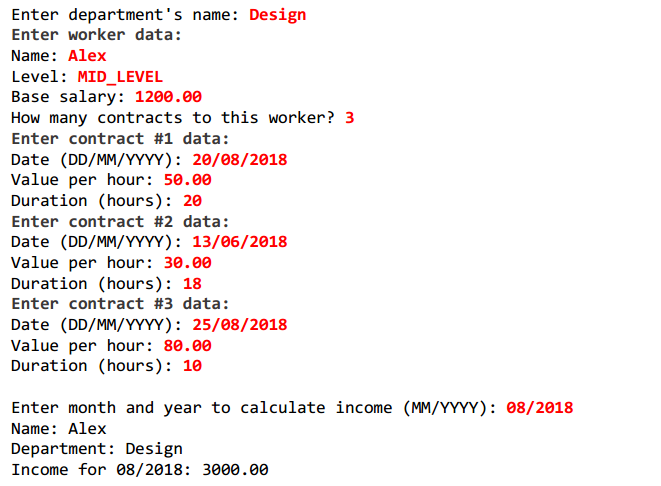 Enter department's name: Design
Enter worker data:
Name: Alex
Level: MID_LEVEL
Base salary: 1200.00
How many contracts to this worker? 3
Enter contract #1 data:
Date (DD/MM/YYYY): 20/08/2018
Value per hour: 50.00
Duration (hours): 20
Enter contract #2 data:
Date (DD/MM/YYYY): 13/06/2018
Value per hour: 30.00
Duration (hours): 18
Enter contract #3 data:
Date (DD/MM/YYYY): 25/08/2018
Value per hour: 80.00
Duration (hours): 10
Enter month and year to calculate income (MM/YYYY): 08/2018
Name: Alex
Department: Design
Income for 08/2018: 3000.00